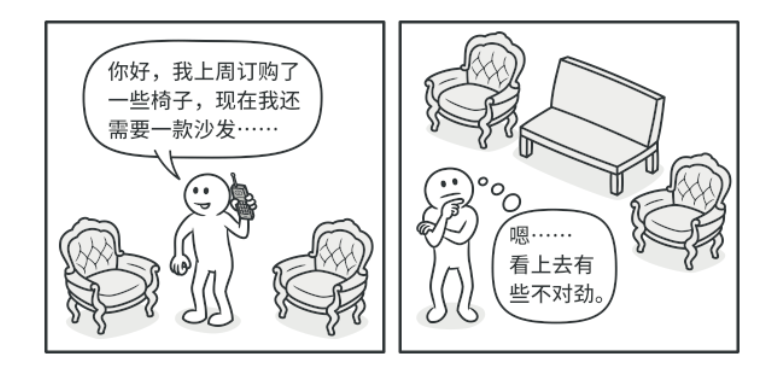 你好，我上周订购了
一些椅子，现在我还
需要一款沙发……
嗯……
看上去有
些不对劲。